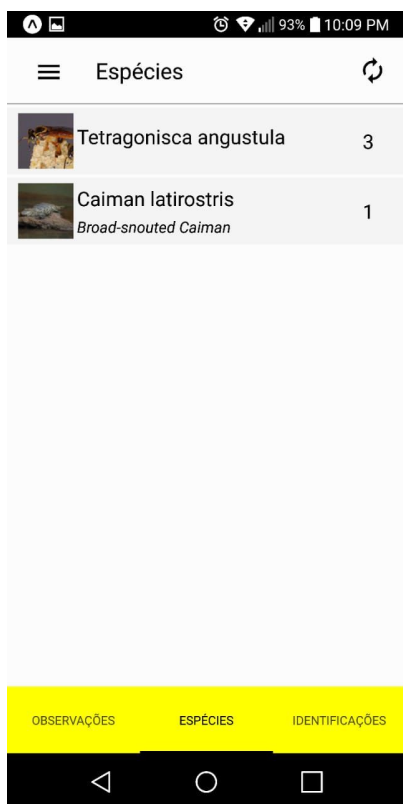 93% 10:09 PM
Espécies
Tetragonisca angustula 3
Caiman latirostris
Broad-snouted Caiman 1
OBSERVAÇÕES ESPÉCIES IDENTIFICAÇÕES